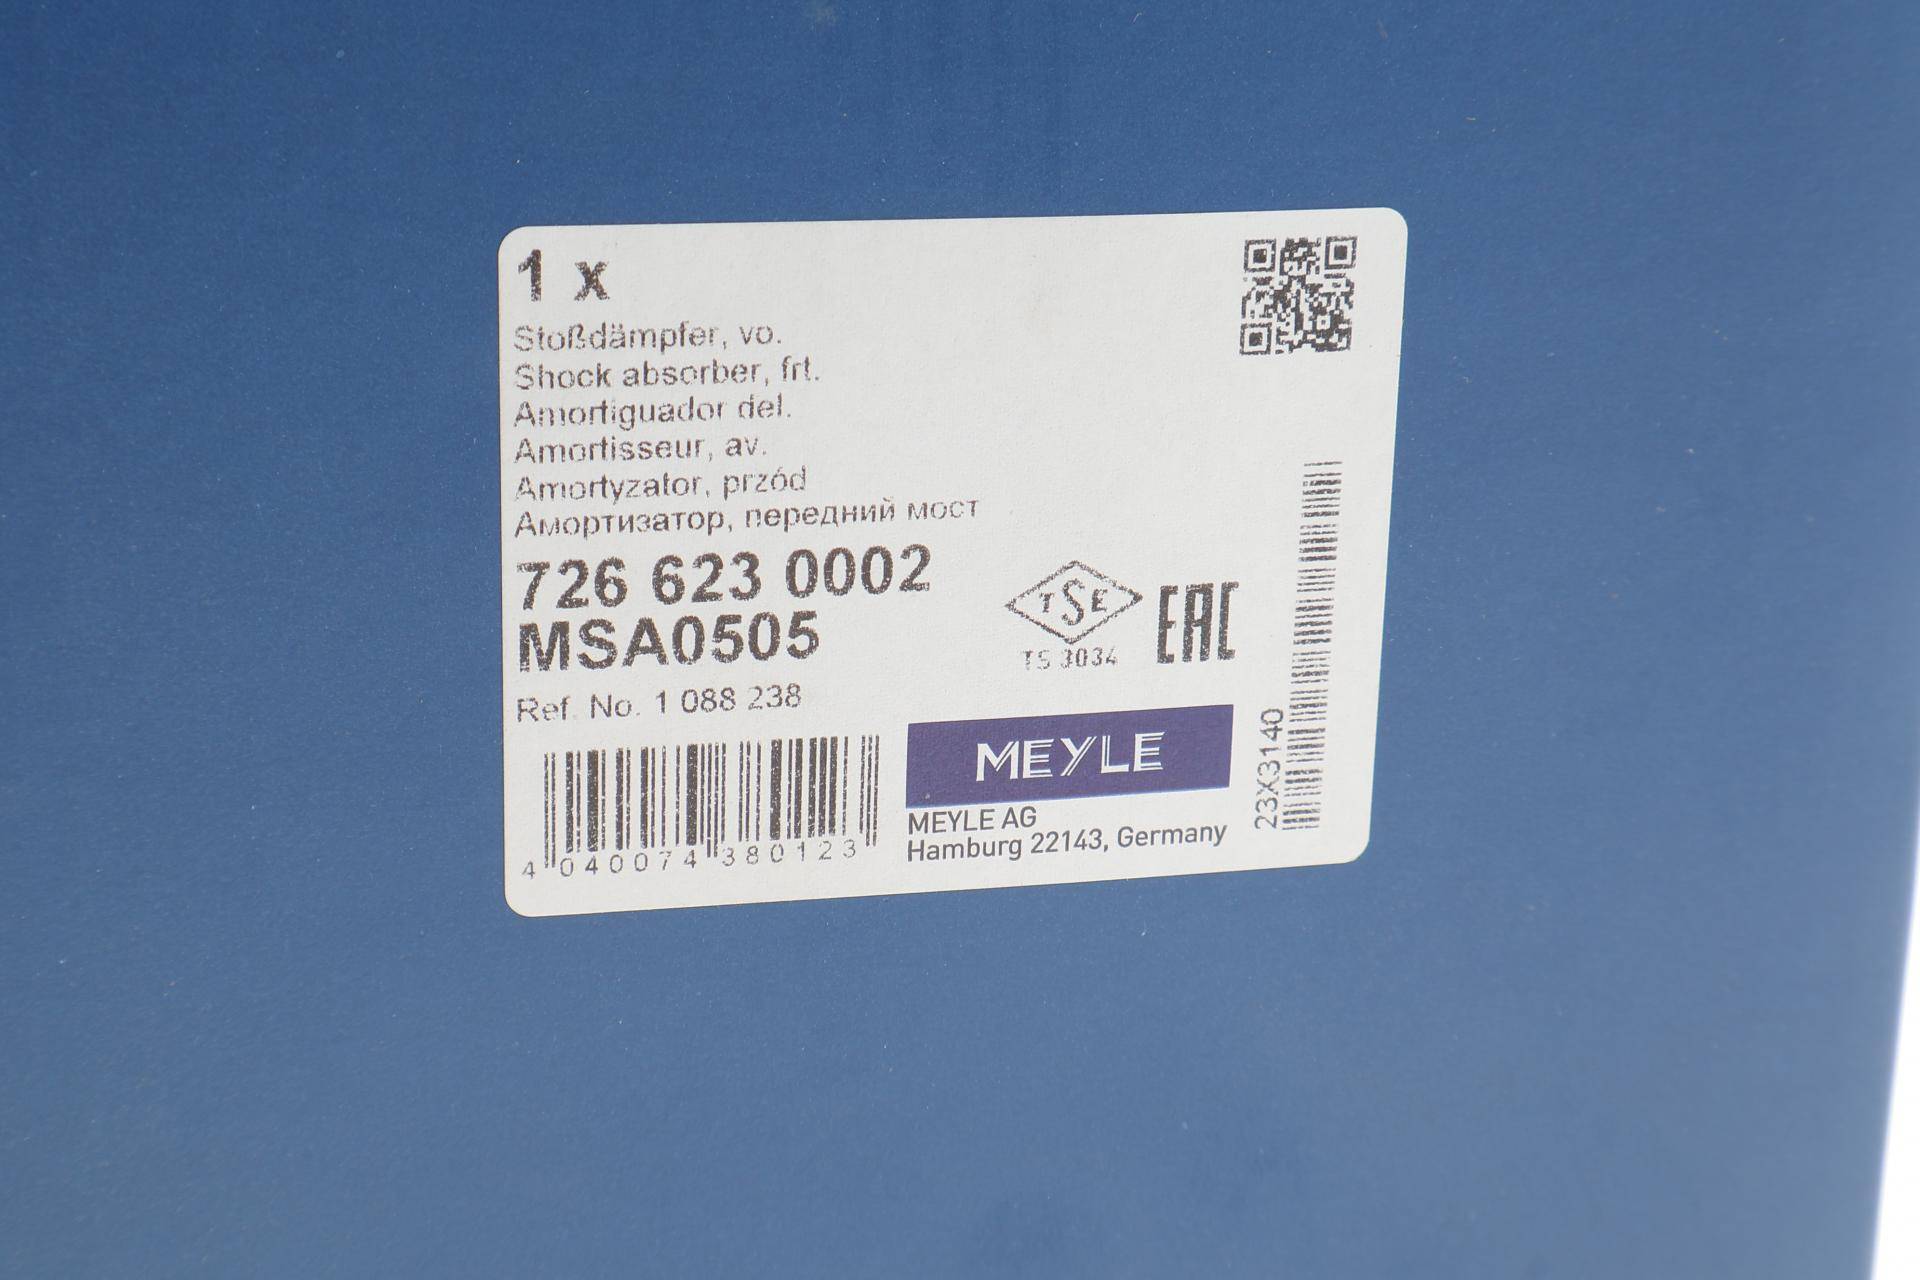 1 x
Stoßdämpfer, vo.
Shock absorber, frt.
Amortiguador del.
Amortisseur, av.
Amortyzator, przód
Амортизатор, передний мост
726 623 0002
MSA0505
TSE
TS 3034
EAC
Ref. No. 1 088 238
4 040074 380123
MEYLE
MEYLE AG
Hamburg 22143, Germany
23X3140